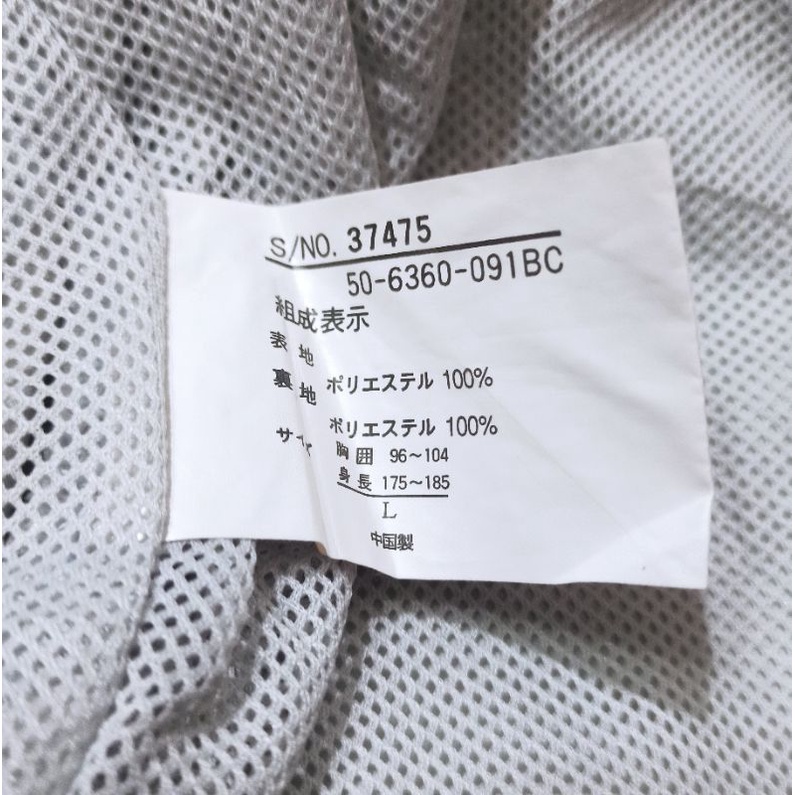 S/NO. 37475
50-6360-091BC
組成表示
表 地
ポリエステル 100%
裏 地
ポリエステル 100%
サイズ
胸 囲 96~104
身 長 175~185
L
中国製